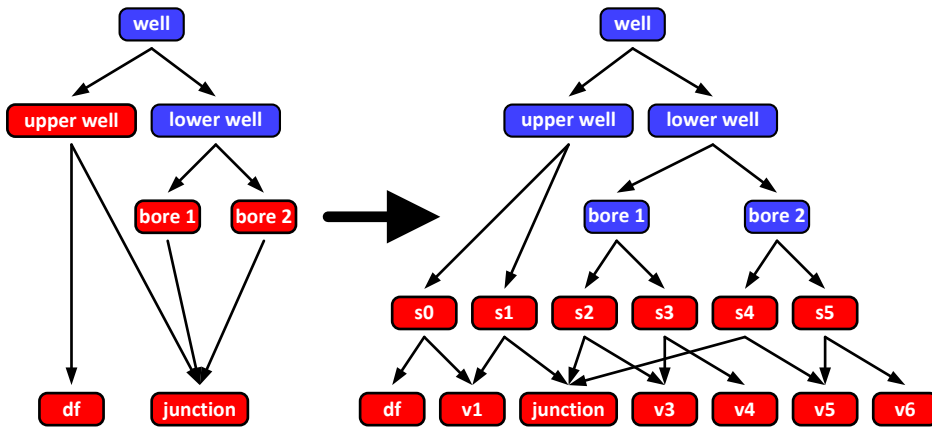 well
upper well
lower well
bore 1
bore 2
df
junction
well
upper well
lower well
bore 1
bore 2
s0
s1
s2
s3
s4
s5
df
v1
junction
v3
v4
v5
v6